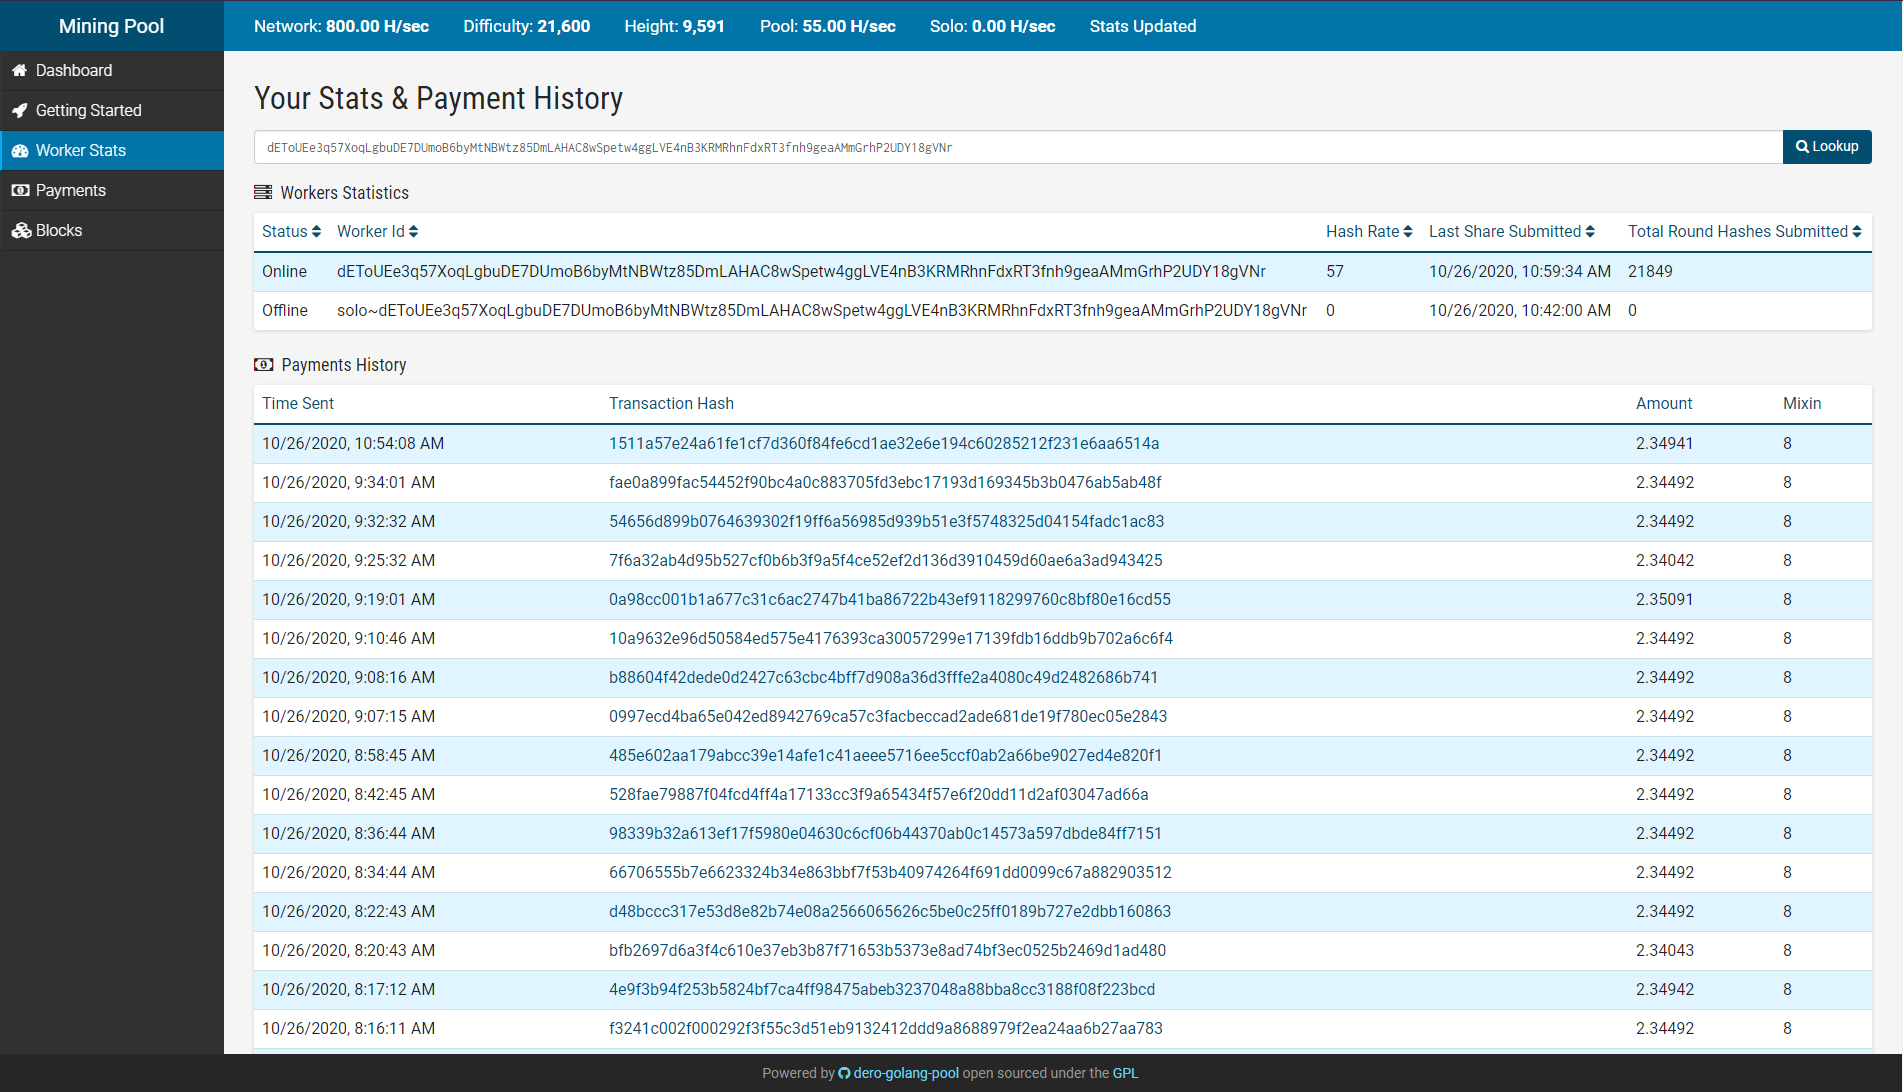 Mining Pool
Network: 800.00 H/sec Difficulty: 21,600 Height: 9,591 Pool: 55.00 H/sec Solo: 0.00 H/sec Stats Updated
Dashboard
Getting Started
Worker Stats
Payments
Blocks
Your Stats & Payment History
dEToUEe3q57XoqLgbuDE7DUmoB6byMtNBWtz85DmLAHAC8wSpetw4ggLVE4nB3KRMRhnFdxRT3fnh9geaAMmGrhP2UDY18gVNr Lookup
Workers Statistics
Status Worker Id Hash Rate Last Share Submitted Total Round Hashes Submitted
Online dEToUEe3q57XoqLgbuDE7DUmoB6byMtNBWtz85DmLAHAC8wSpetw4ggLVE4nB3KRMRhnFdxRT3fnh9geaAMmGrhP2UDY18gVNr 57 10/26/2020, 10:59:34 AM 21849
Offline solo~dEToUEe3q57XoqLgbuDE7DUmoB6byMtNBWtz85DmLAHAC8wSpetw4ggLVE4nB3KRMRhnFdxRT3fnh9geaAMmGrhP2UDY18gVNr 0 10/26/2020, 10:42:00 AM 0
Payments History
Time Sent Transaction Hash Amount Mixin
10/26/2020, 10:54:08 AM 1511a57e24a61fe1cf7d360f84fe6cd1ae32e6e194c60285212f231e6aa6514a 2.34941 8
10/26/2020, 9:34:01 AM fae0a899fac54452f90bc4a0c883705fd3ebc17193d169345b3b0476ab5ab48f 2.34492 8
10/26/2020, 9:32:32 AM 54656d899b0764639302f19ff6a56985d939b51e3f5748325d04154fadc1ac83 2.34492 8
10/26/2020, 9:25:32 AM 7f6a32ab4d95b527cf0b6b3f9a5f4ce52ef2d136d3910459d60ae6a3ad943425 2.34042 8
10/26/2020, 9:19:01 AM 0a98cc001b1a677c31c6ac2747b41ba86722b43ef9118299760c8bf80e16cd55 2.35091 8
10/26/2020, 9:10:46 AM 10a9632e96d50584ed575e4176393ca30057299e17139fdb16ddb9b702a6c6f4 2.34492 8
10/26/2020, 9:08:16 AM b88604f42dede0d2427c63cbc4bff7d908a36d3fffe2a4080c49d2482686b741 2.34492 8
10/26/2020, 9:07:15 AM 0997ecd4ba65e042ed8942769ca57c3facbeccad2ade681de19f780ec05e2843 2.34492 8
10/26/2020, 8:58:45 AM 485e602aa179abcc39e14afe1c41aeee5716ee5ccf0ab2a66be9027ed4e820f1 2.34492 8
10/26/2020, 8:42:45 AM 528fae79887f04fcd4ff4a17133cc3f9a65434f57e6f20dd11d2af03047ad66a 2.34492 8
10/26/2020, 8:36:44 AM 98339b32a613ef17f5980e04630c6cf06b44370ab0c14573a597dbde84ff7151 2.34492 8
10/26/2020, 8:34:44 AM 66706555b7e6623324b34e863bbf7f53b40974264f691dd0099c67a882903512 2.34492 8
10/26/2020, 8:22:43 AM d48bccc317e53d8e82b74e08a2566065626c5be0c25ff0189b727e2dbb160863 2.34492 8
10/26/2020, 8:20:43 AM bfb2697d6a3f4c610e37eb3b87f71653b5373e8ad74bf3ec0525b2469d1ad480 2.34043 8
10/26/2020, 8:17:12 AM 4e9f3b94f253b5824bf7ca4ff98475abeb3237048a88bba8cc3188f08f223bcd 2.34942 8
10/26/2020, 8:16:11 AM f3241c002f000292f3f55c3d51eb9132412ddd9a8688979f2ea24aa6b27aa783 2.34492 8
Powered by dero-golang-pool open sourced under the GPL